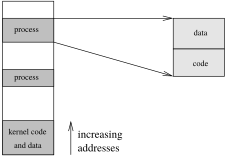 process
data
code
process
kernel code
and data
increasing
addresses